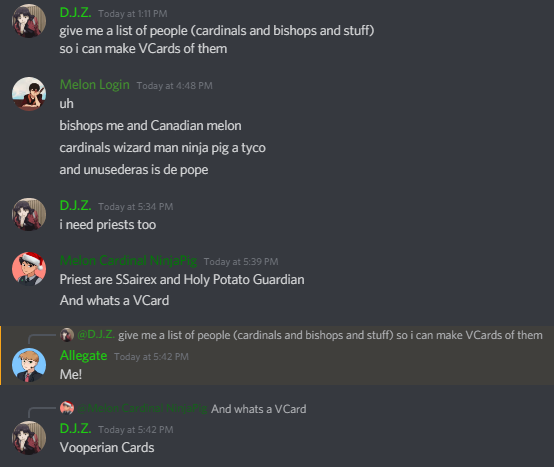 D.J.Z. Today at 1:11 PM
give me a list of people (cardinals and bishops and stuff)
so i can make VCards of them
Melon Login Today at 4:48 PM
uh
bishops me and Canadian melon
cardinals wizard man ninja pig a tyco
and unusederas is de pope
D.J.Z. Today at 5:34 PM
i need priests too
Melon Cardinal NinjaPig Today at 5:39 PM
Priest are SSairex and Holy Potato Guardian
And whats a VCard
@D.J.Z. give me a list of people (cardinals and bishops and stuff) so i can make VCards of them
Allegate Today at 5:42 PM
Me!
@Melon Cardinal NinjaPig And whats a VCard
D.J.Z. Today at 5:42 PM
Vooperian Cards